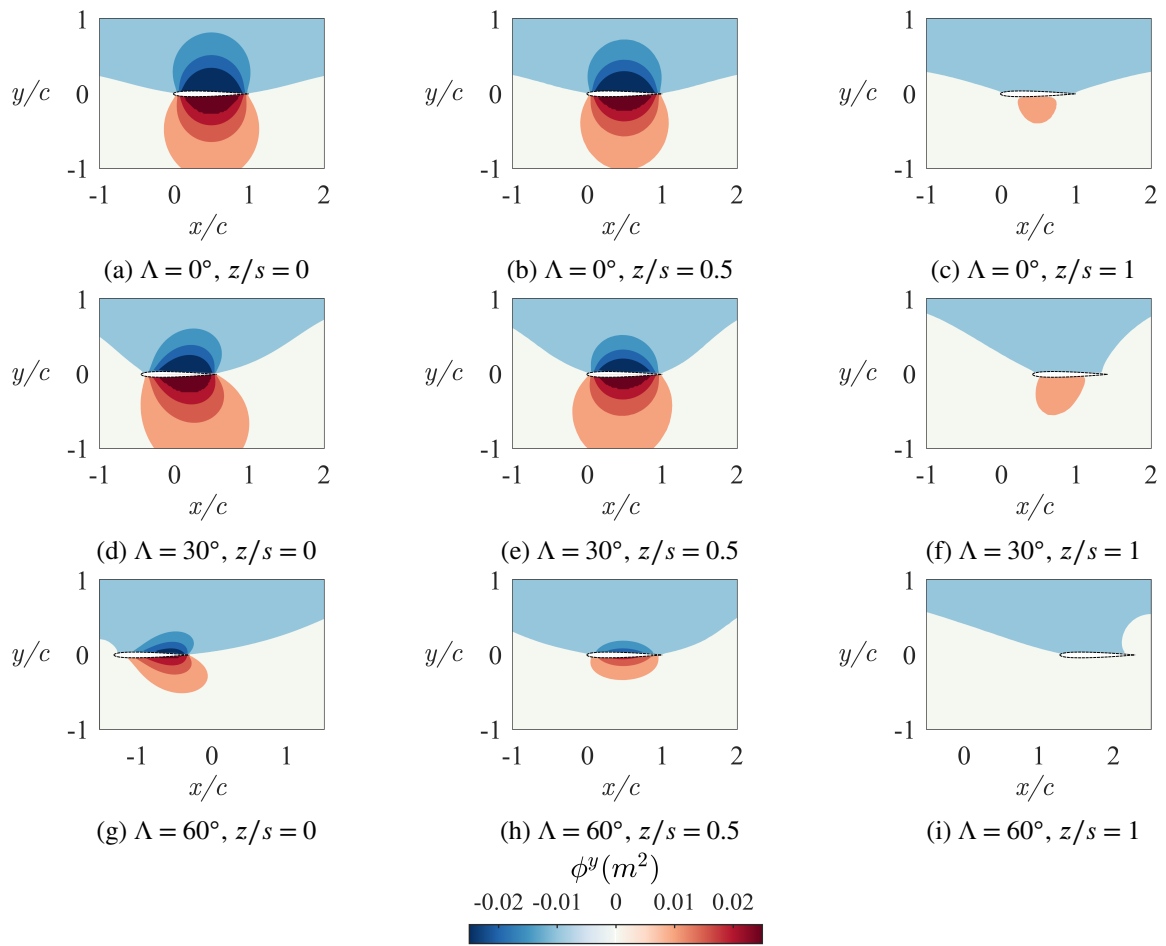 1
y/c 0
-1
-1 0 1 2
x/c
(a) Λ = 0°, z/s = 0
1
y/c 0
-1
-1 0 1 2
x/c
(b) Λ = 0°, z/s = 0.5
1
y/c 0
-1
-1 0 1 2
x/c
(c) Λ = 0°, z/s = 1
1
y/c 0
-1
-1 0 1 2
x/c
(d) Λ = 30°, z/s = 0
1
y/c 0
-1
-1 0 1 2
x/c
(e) Λ = 30°, z/s = 0.5
1
y/c 0
-1
-1 0 1 2
x/c
(f) Λ = 30°, z/s = 1
1
y/c 0
-1
-1 0 1
x/c
(g) Λ = 60°, z/s = 0
1
y/c 0
-1
-1 0 1 2
x/c
(h) Λ = 60°, z/s = 0.5
1
y/c 0
-1
0 1 2
x/c
(i) Λ = 60°, z/s = 1
ϕʸ(m²)
-0.02 -0.01 0 0.01 0.02